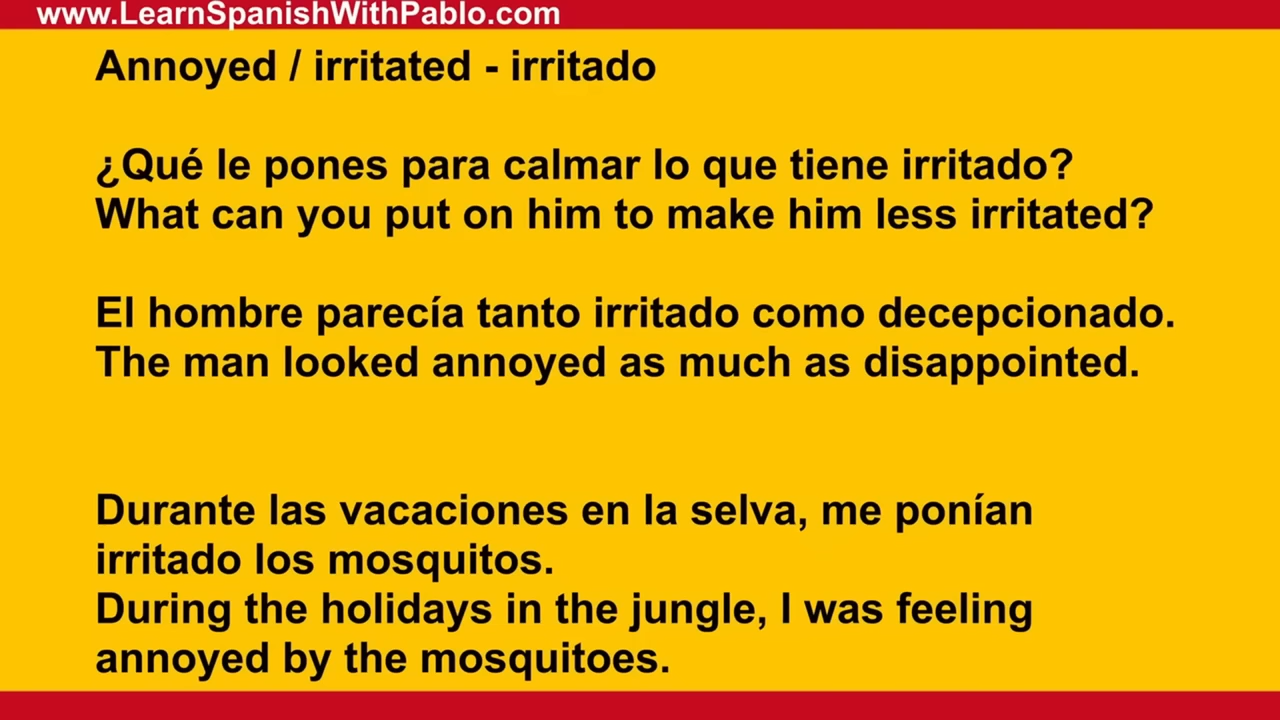 www.LearnSpanishWithPablo.com
Annoyed / irritated - irritado
¿Qué le pones para calmar lo que tiene irritado?
What can you put on him to make him less irritated?
El hombre parecía tanto irritado como decepcionado.
The man looked annoyed as much as disappointed.
Durante las vacaciones en la selva, me ponían
irritado los mosquitos.
During the holidays in the jungle, I was feeling
annoyed by the mosquitoes.